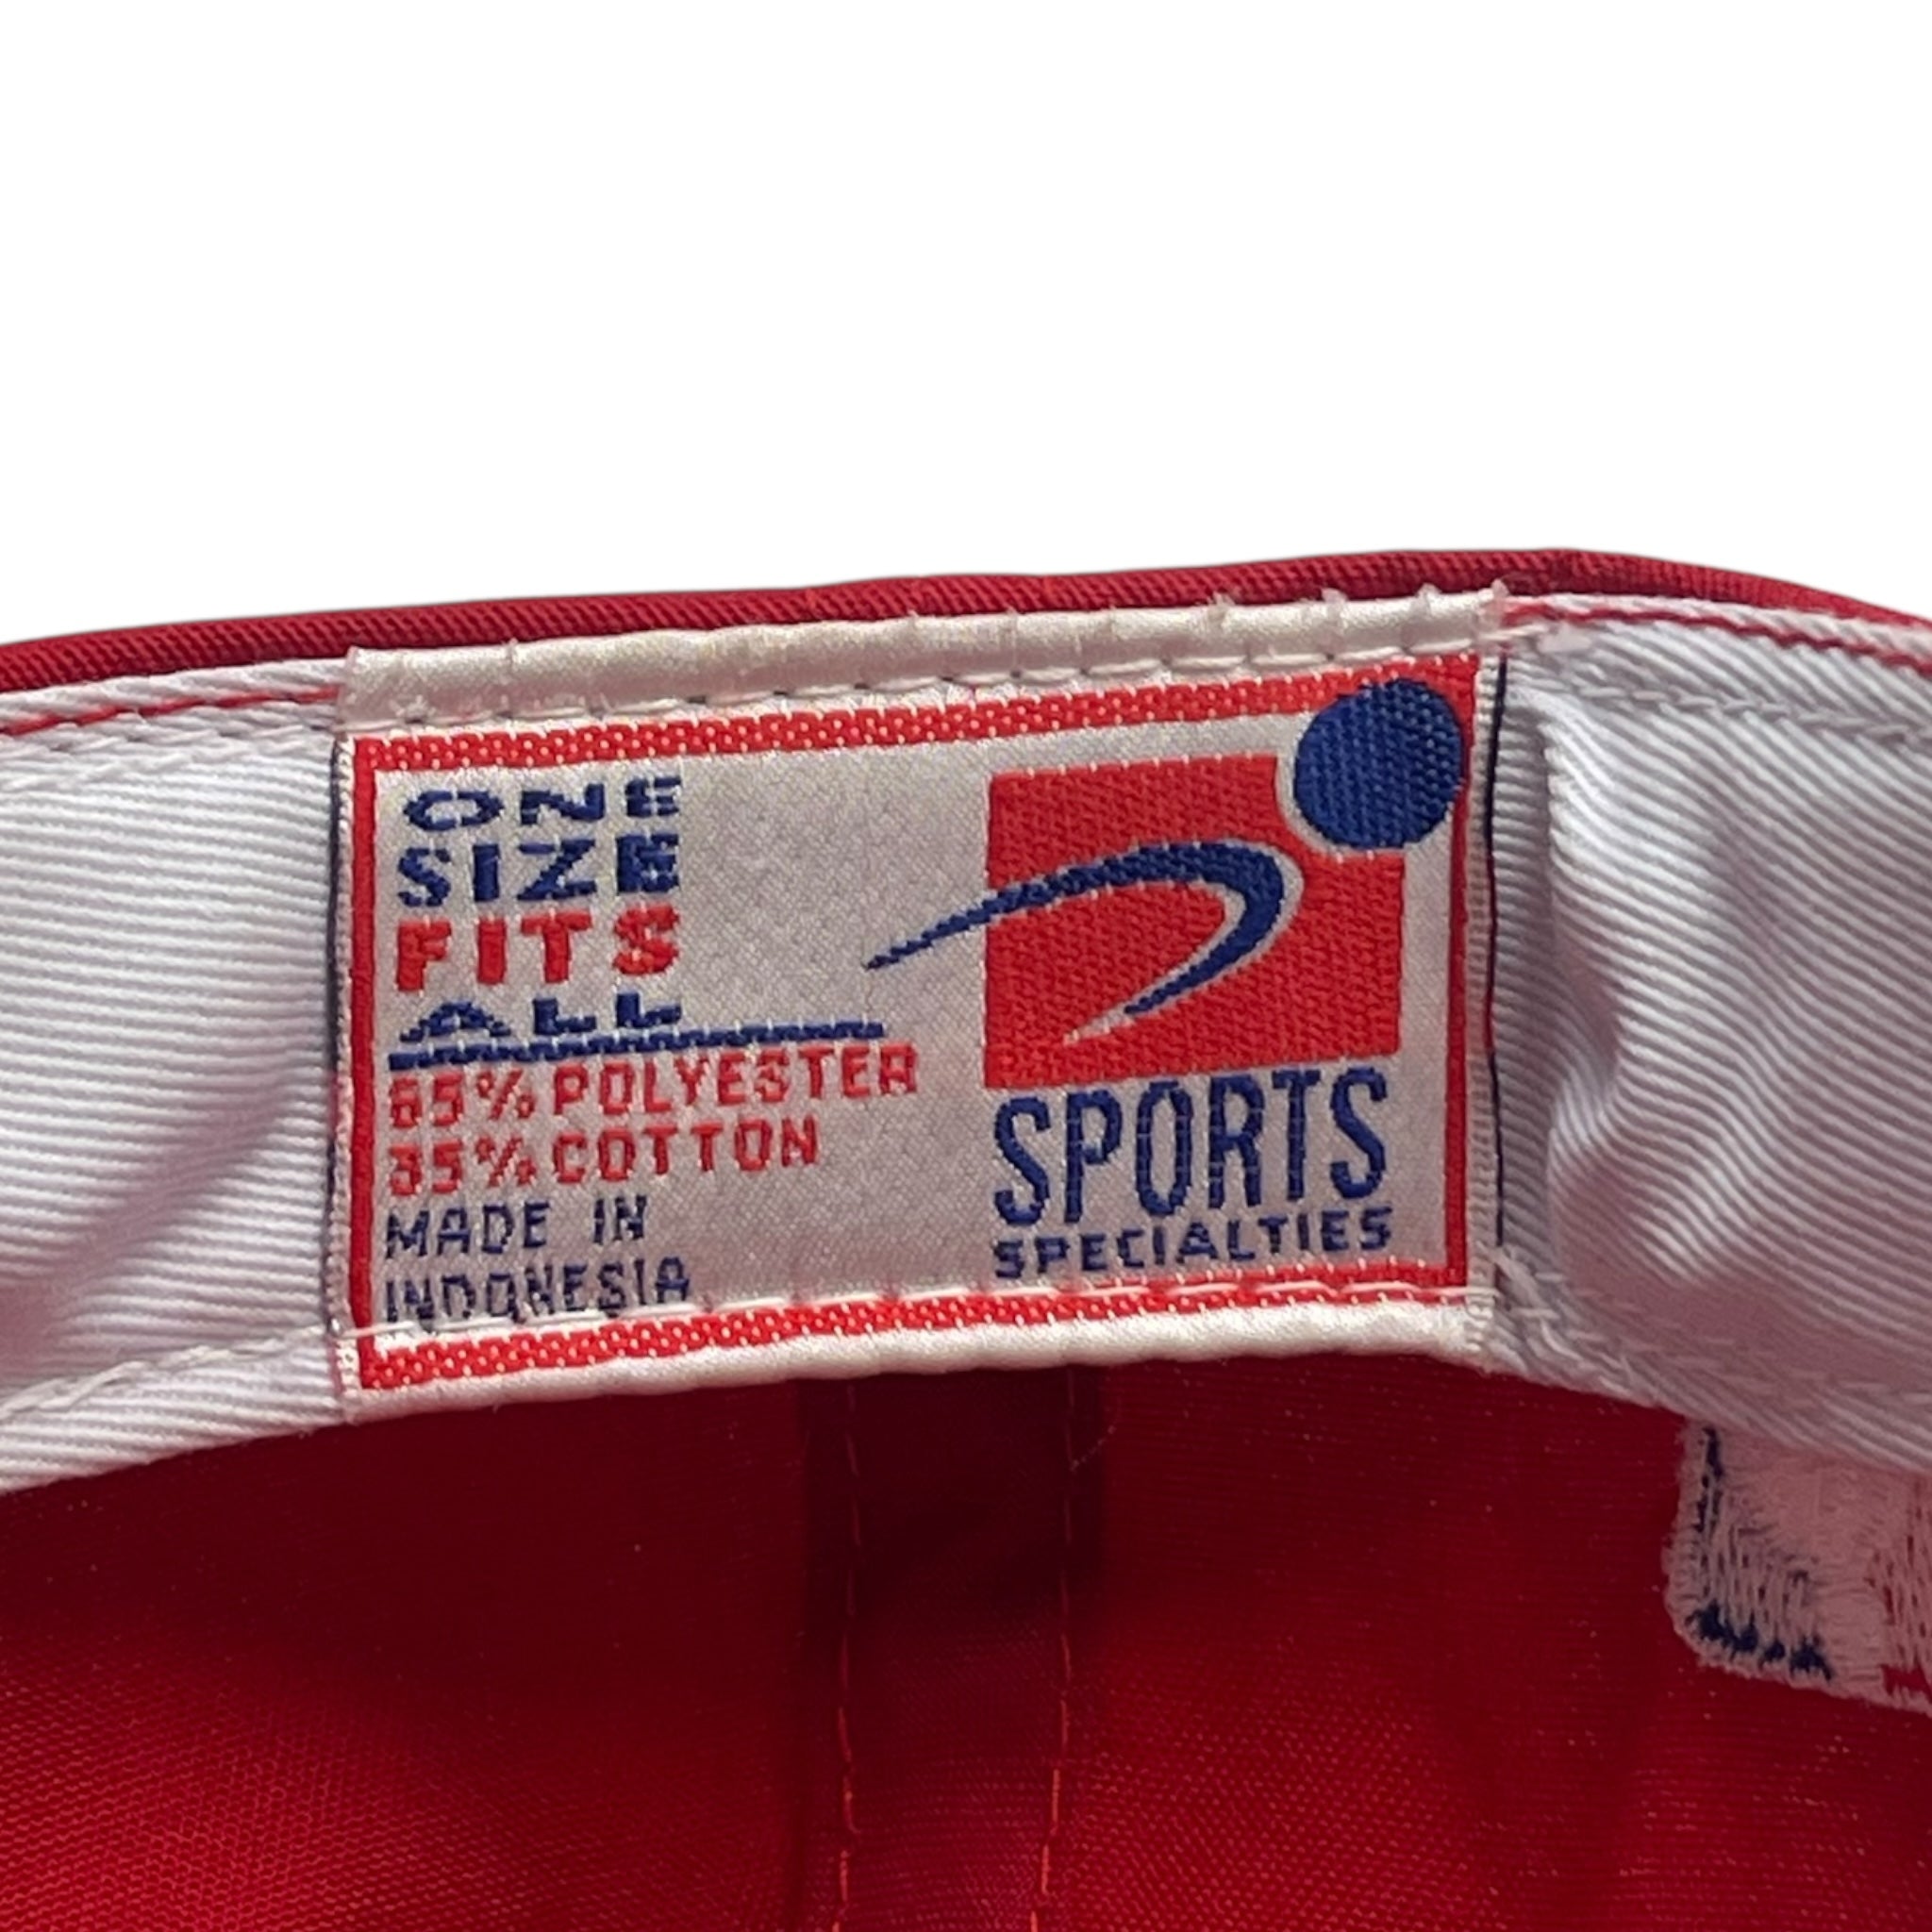 ONE
SIZE
FITS
ALL
65% POLYESTER
35% COTTON
MADE IN
INDONESIA
SPORTS
SPECIALTIES